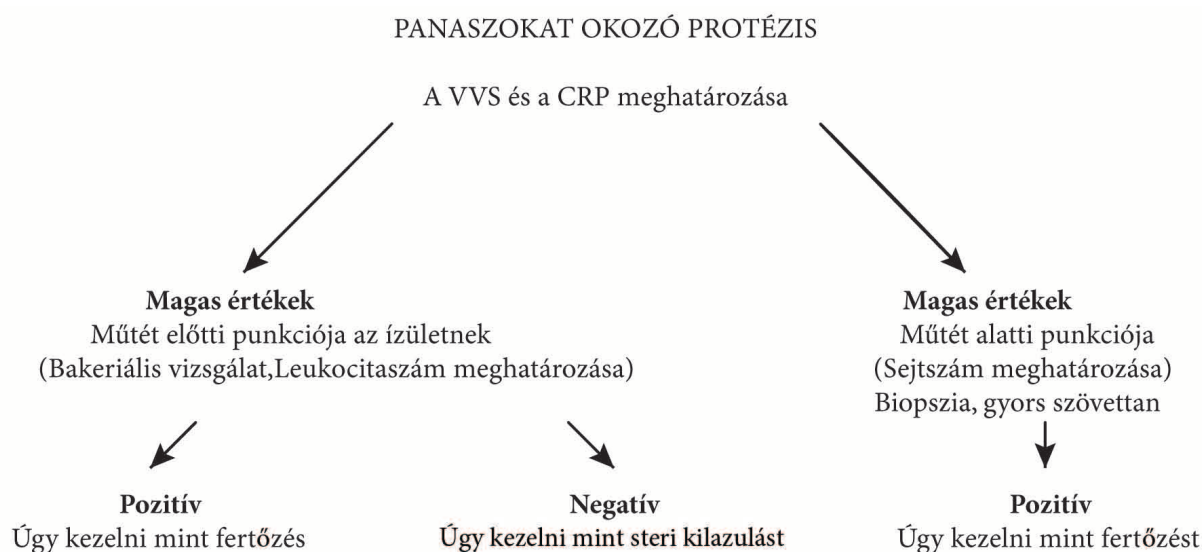 PANASZOKAT OKOZÓ PROTÉZIS
A VVS és a CRP meghatározása
Magas értékek
Műtét előtti punkciója az ízületnek
(Bakeriális vizsgálat,Leukocitaszám meghatározása)
Magas értékek
Műtét alatti punkciója
(Sejtszám meghatározása)
Biopszia, gyors szövettan
Pozitív
Úgy kezelni mint fertőzés
Negatív
Úgy kezelni mint steri kilazulást
Pozitív
Úgy kezelni mint fertőzést